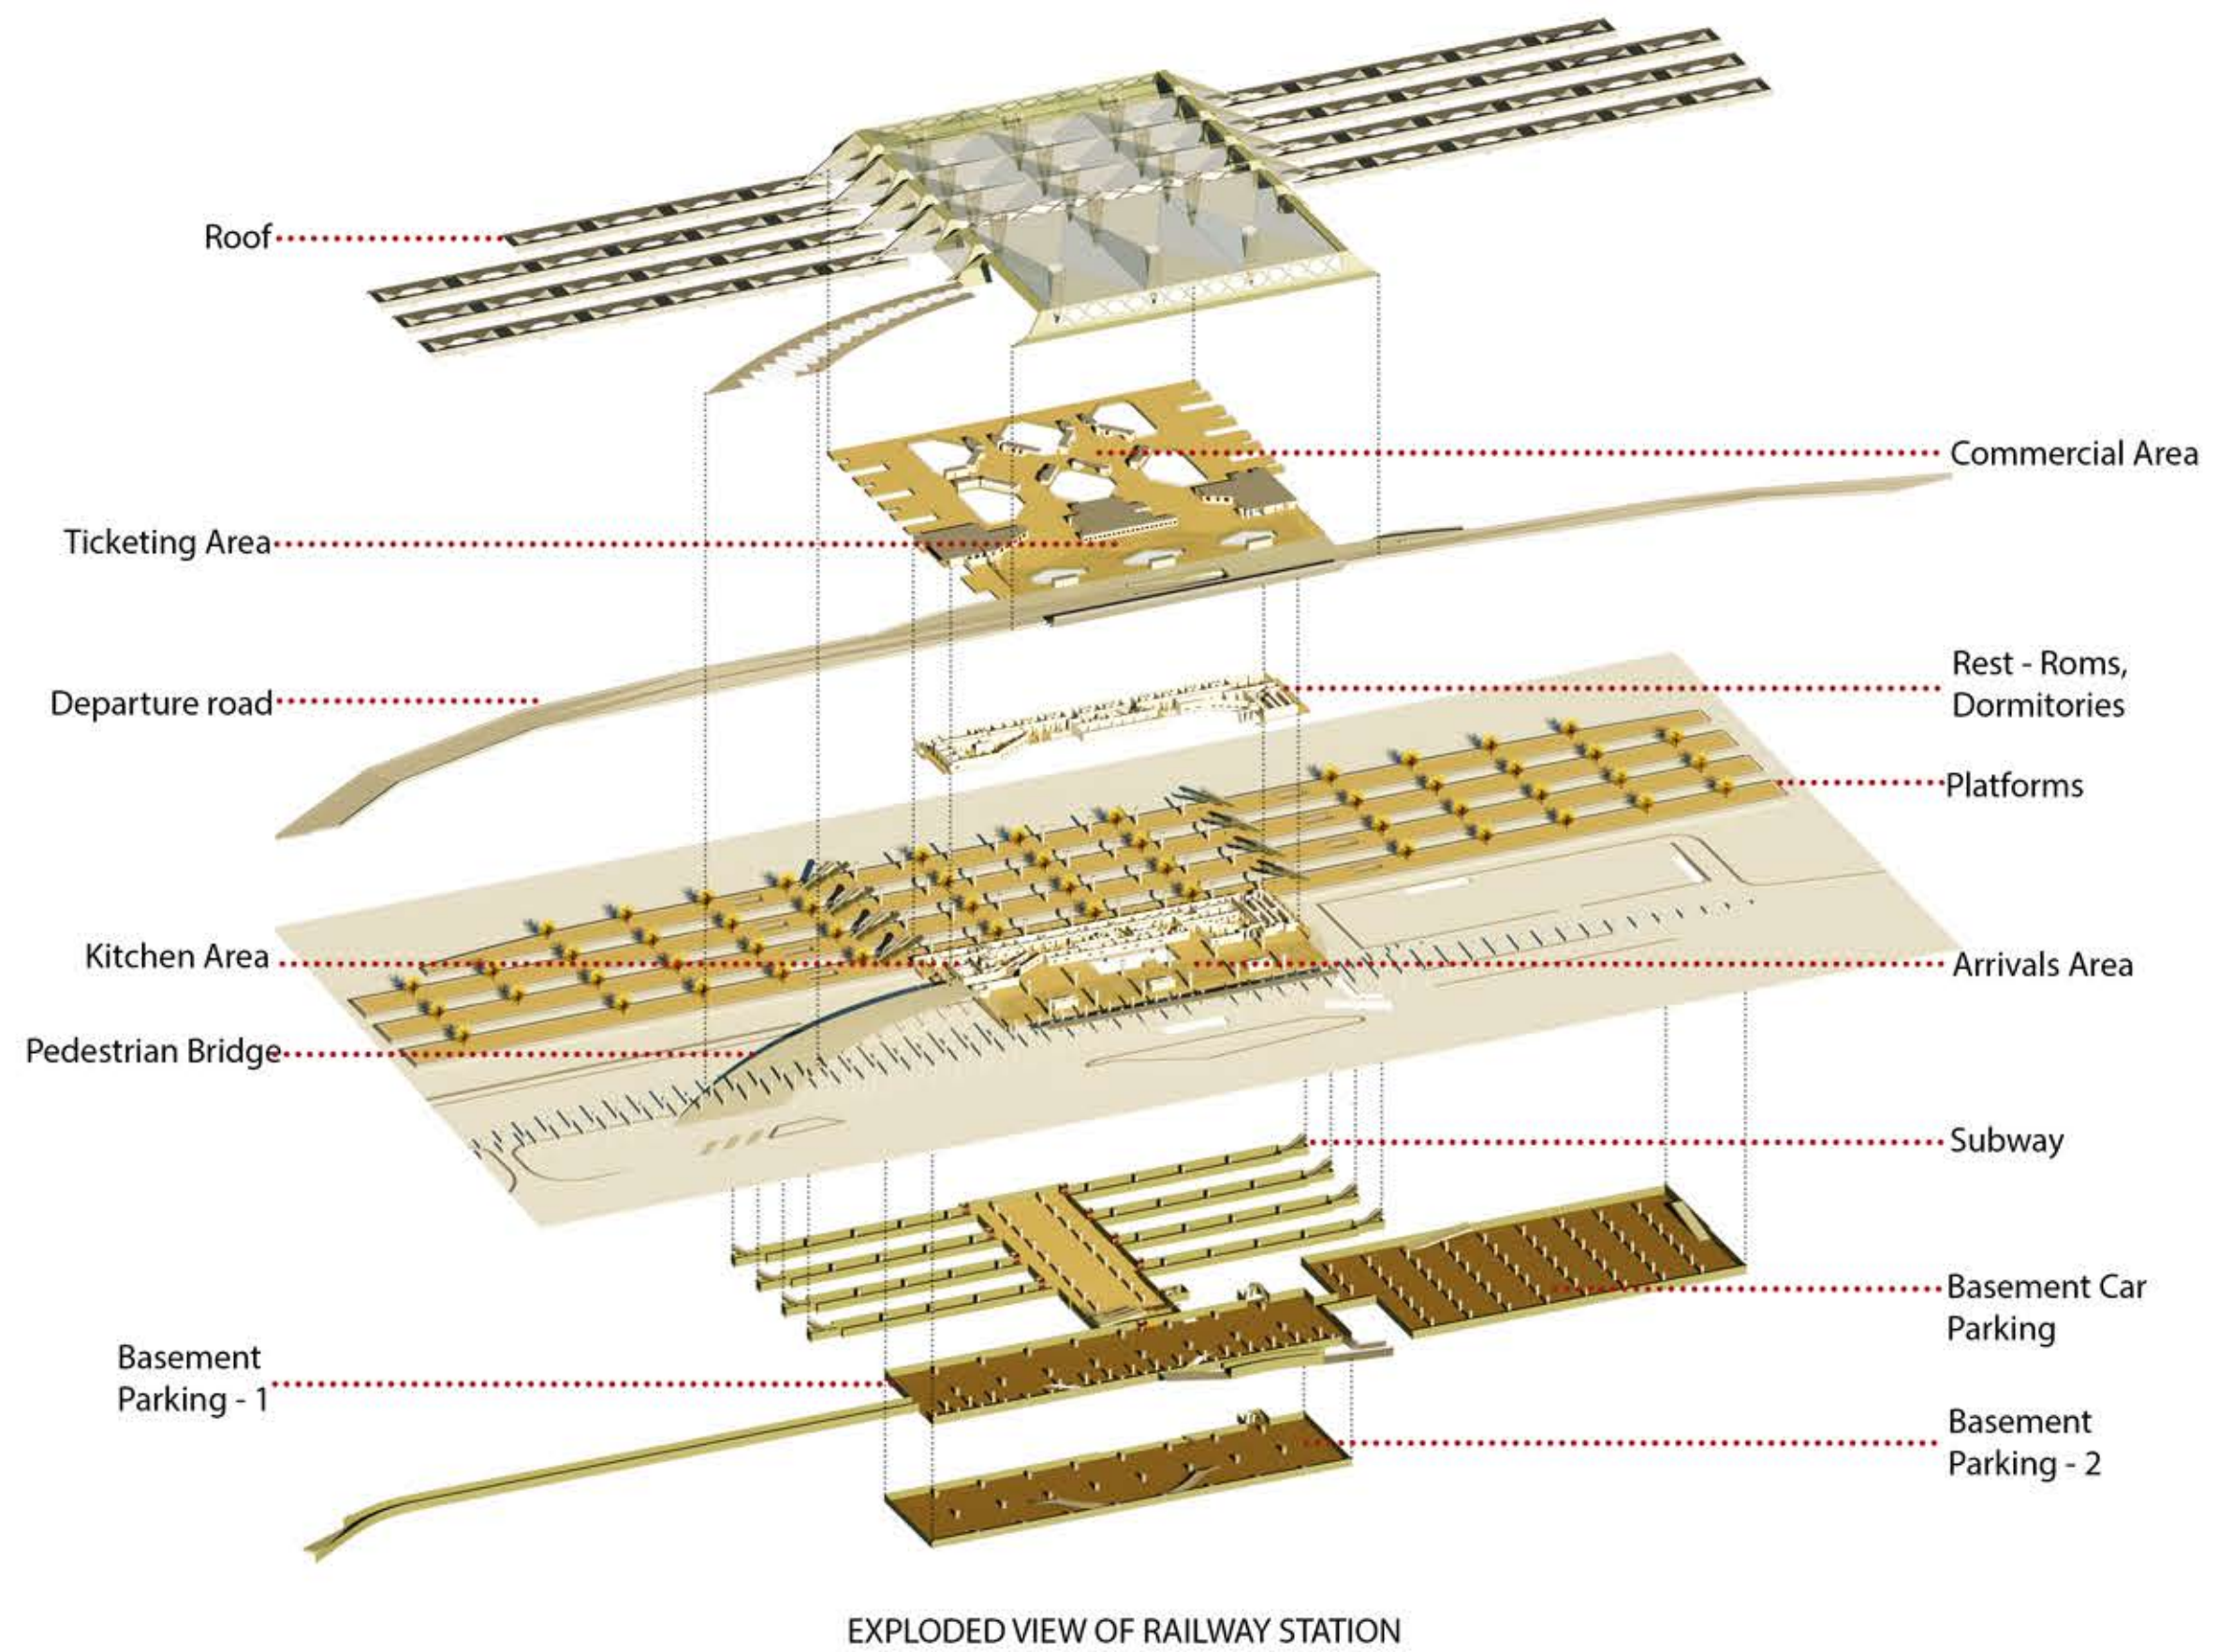 Roof
Commercial Area
Ticketing Area
Rest - Roms,
Dormitories
Departure road
Platforms
Kitchen Area
Arrivals Area
Pedestrian Bridge
Subway
Basement Car
Parking
Basement
Parking - 1
Basement
Parking - 2
EXPLODED VIEW OF RAILWAY STATION